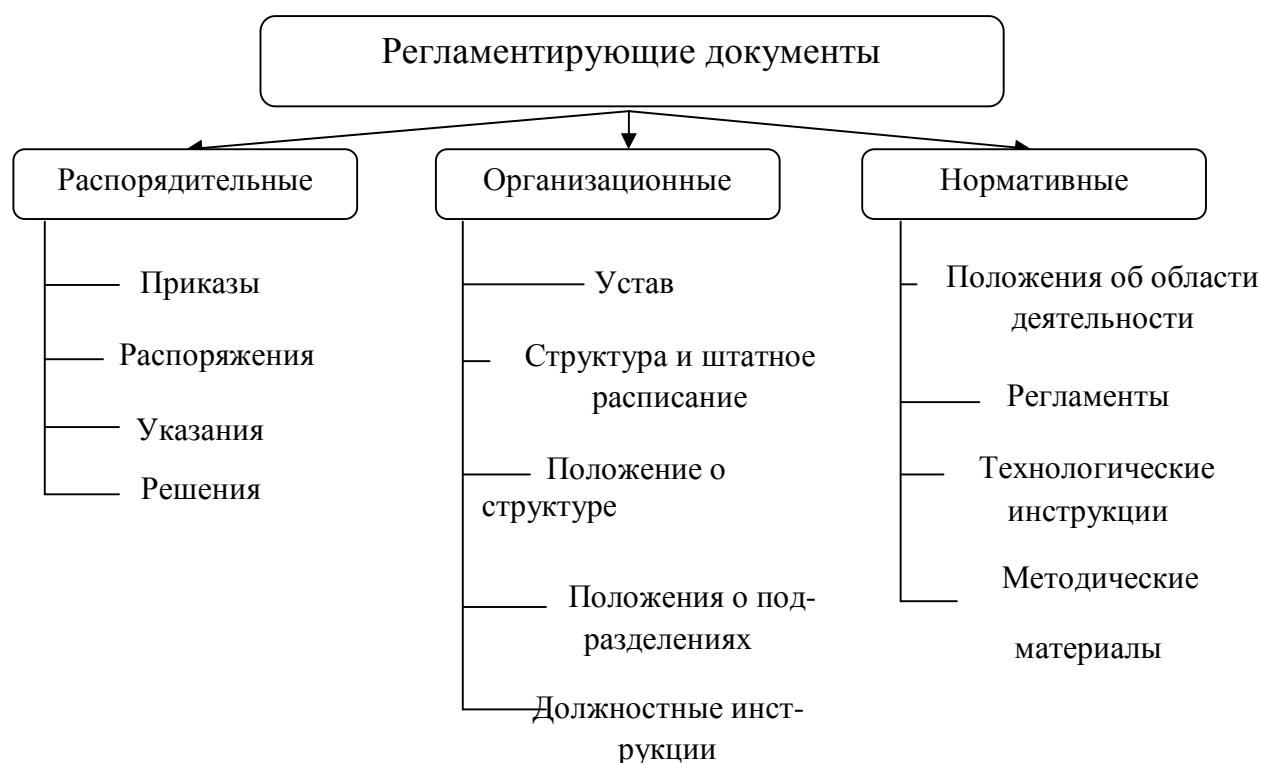 Регламентирующие документы
Распорядительные
Организационные
Нормативные
Приказы
Распоряжения
Указания
Решения
Устав
Структура и штатное
расписание
Положение о
структуре
Положения о под-
разделениях
Должностные инст-
рукции
Положения об области
деятельности
Регламенты
Технологические
инструкции
Методические
материалы